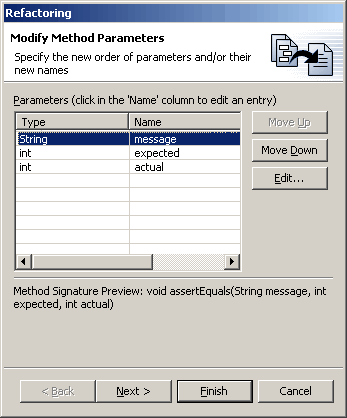 Refactoring
Modify Method Parameters
Specify the new order of parameters and/or their
new names
Parameters (click in the 'Name' column to edit an entry)
Type Name
String message
int expected
int actual
Move Up
Move Down
Edit...
Method Signature Preview: void assertEquals(String message, int
expected, int actual)
< Back Next > Finish Cancel